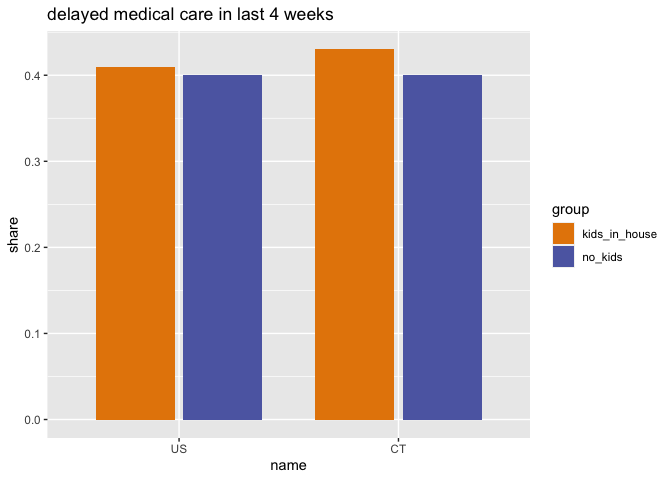 delayed medical care in last 4 weeks
share
0.4
0.3
0.2
0.1
0.0
US CT
name
group
kids_in_house
no_kids